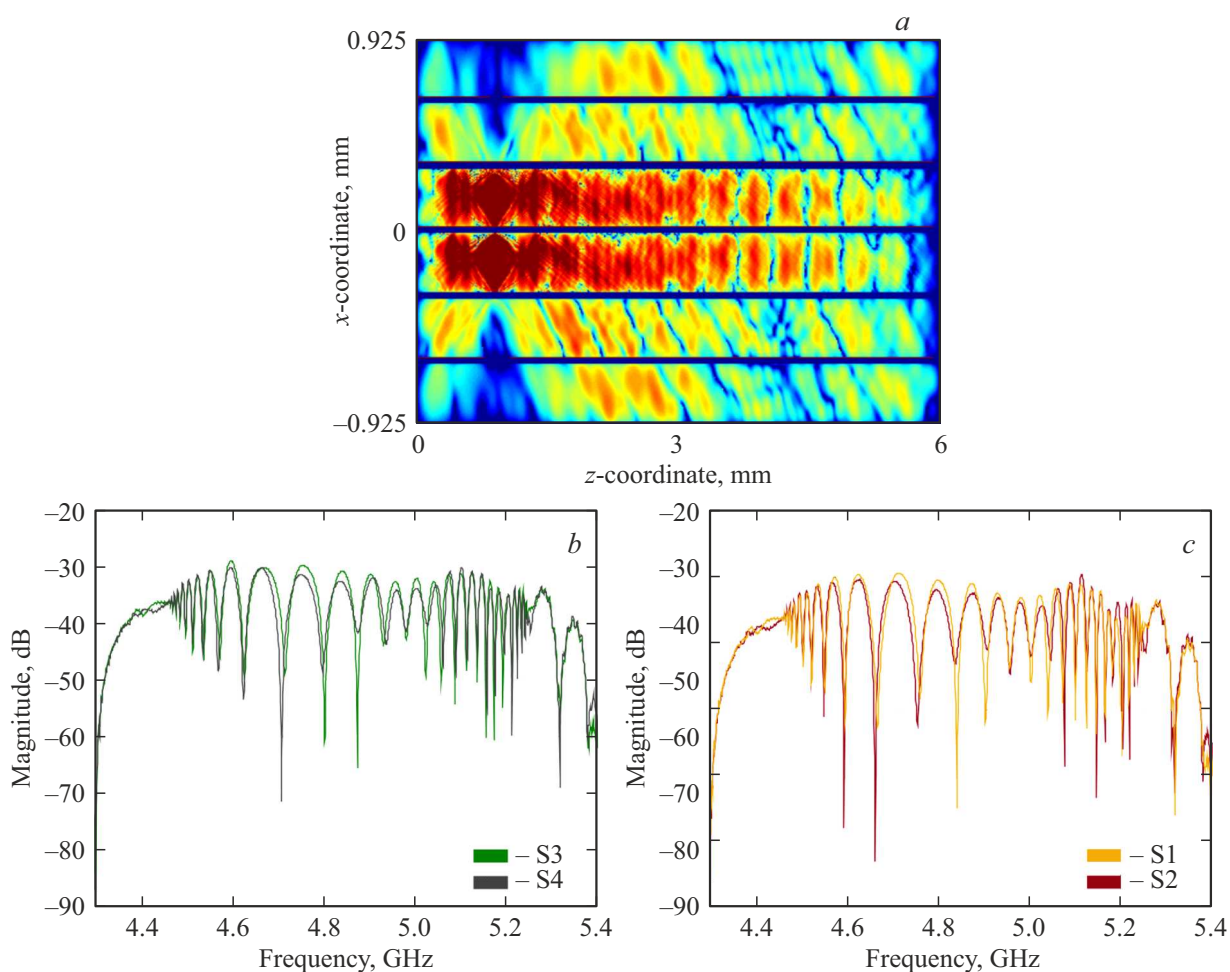 a
0.925
0
–0.925
x-coordinate, mm
0 3 6
z-coordinate, mm
b
–20
–30
–40
–50
–60
–70
–80
–90
Magnitude, dB
– S3
– S4
4.4 4.6 4.8 5.0 5.2 5.4
Frequency, GHz
c
–20
–30
–40
–50
–60
–70
–80
–90
Magnitude, dB
– S1
– S2
4.4 4.6 4.8 5.0 5.2 5.4
Frequency, GHz